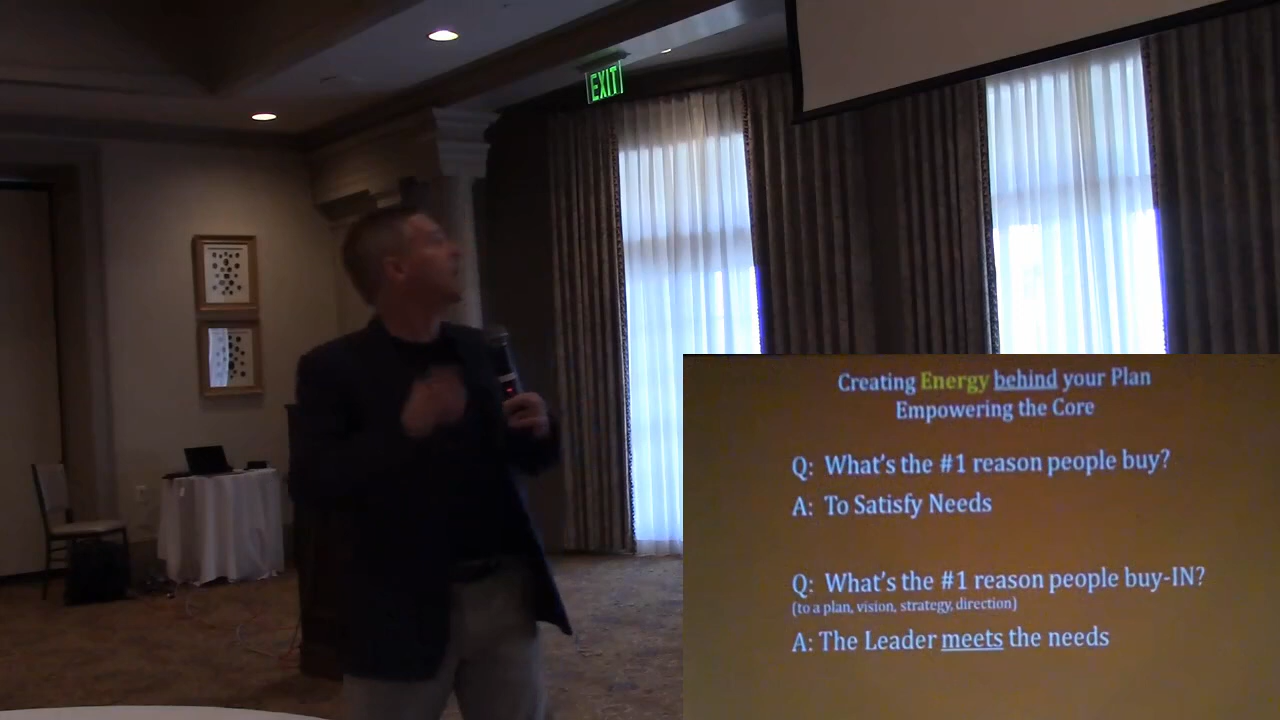 EXIT
Creating Energy behind your Plan
Empowering the Core
Q: What's the #1 reason people buy?
A: To Satisfy Needs
Q: What's the #1 reason people buy-IN?
(to a plan, vision, strategy, direction)
A: The Leader meets the needs